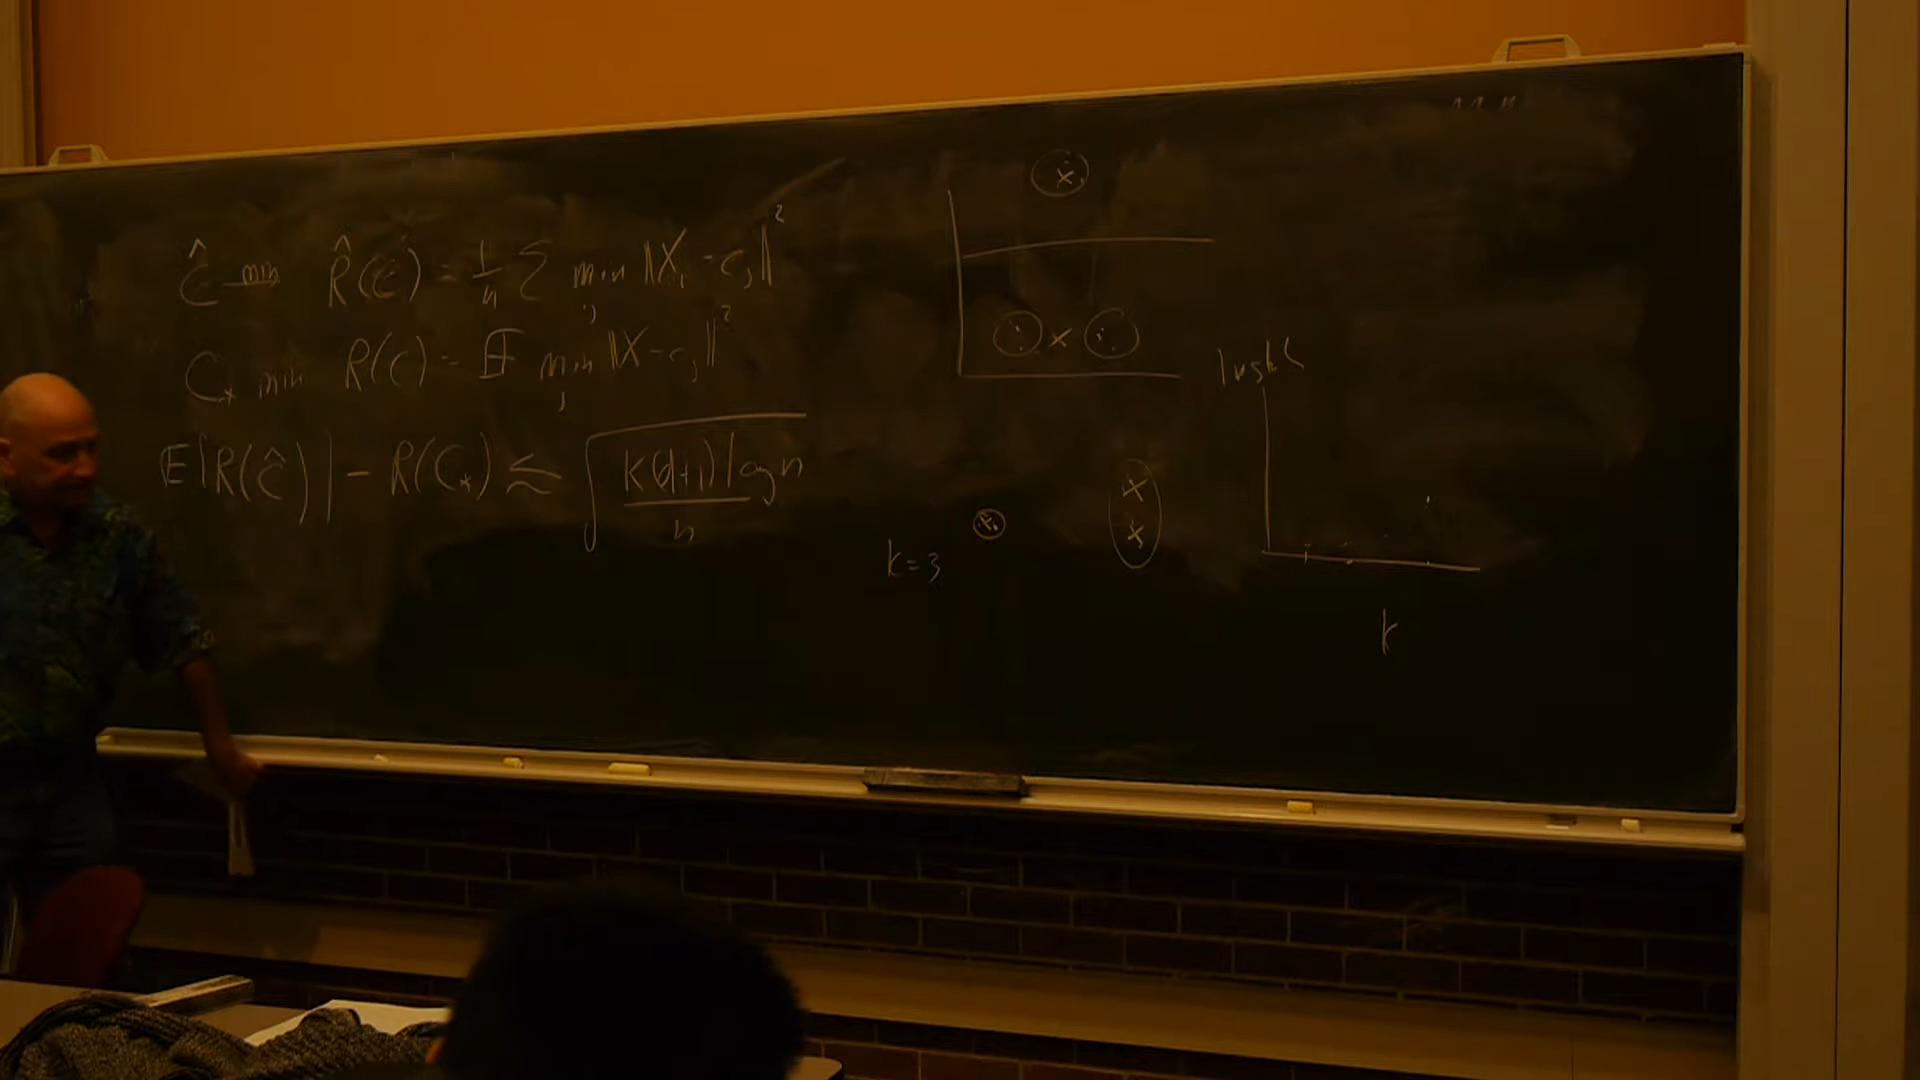 Ĉ min R̂(C) = 1/n Σ min_j ‖X_i - c_j‖²
C_* min R(C) = E min_j ‖X - c_j‖²
E|R(Ĉ)| - R(C_*) ≲ √(K(d+1) log n / n)
k = 3
k